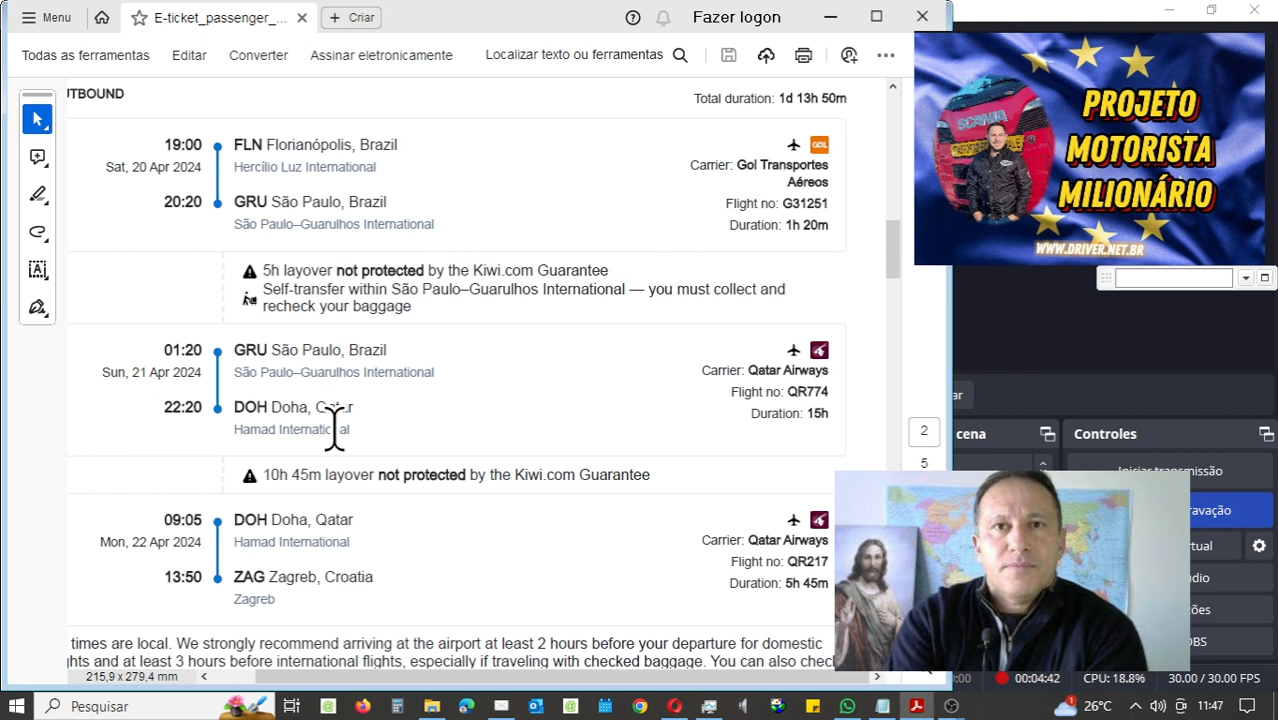 Menu
E-ticket_passenger_...
Criar
Fazer logon
Todas as ferramentas
Editar
Converter
Assinar eletronicamente
Localizar texto ou ferramentas
UTBOUND
Total duration: 1d 13h 50m
19:00
FLN Florianópolis, Brazil
GOL
Sat, 20 Apr 2024
Hercílio Luz International
Carrier: Gol Transportes
Aéreos
20:20
GRU São Paulo, Brazil
Flight no: G31251
São Paulo–Guarulhos International
Duration: 1h 20m
5h layover not protected by the Kiwi.com Guarantee
Self-transfer within São Paulo–Guarulhos International — you must collect and
recheck your baggage
01:20
GRU São Paulo, Brazil
Sun, 21 Apr 2024
São Paulo–Guarulhos International
Carrier: Qatar Airways
Flight no: QR774
22:20
DOH Doha, Qatar
Duration: 15h
Hamad International
10h 45m layover not protected by the Kiwi.com Guarantee
09:05
DOH Doha, Qatar
Mon, 22 Apr 2024
Hamad International
Carrier: Qatar Airways
Flight no: QR217
13:50
ZAG Zagreb, Croatia
Duration: 5h 45m
Zagreb
times are local. We strongly recommend arriving at the airport at least 2 hours before your departure for domestic
hts and at least 3 hours before international flights, especially if traveling with checked baggage. You can also check
215,9 x 279,4 mm
2
5
PROJETO
MOTORISTA
MILIONÁRIO
WWW.DRIVER.NET.BR
SCANIA
ar
cena
Controles
Iniciar transmissão
ravação
rtual
dio
ções
OBS
00:04:42
CPU: 18.8%
30.00 / 30.00 FPS
Pesquisar
1
26°C
11:47